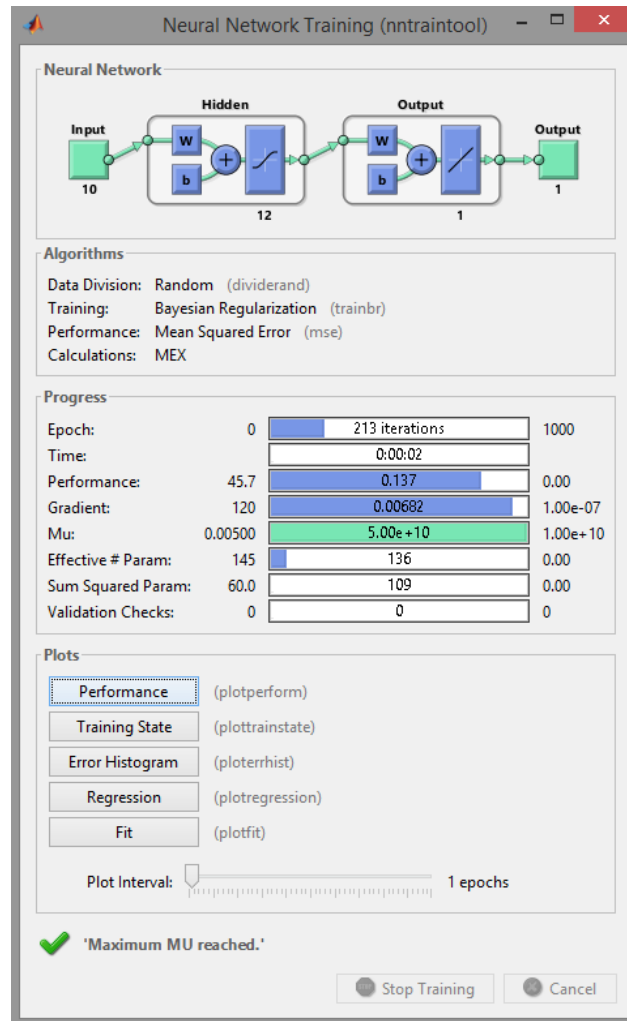 Neural Network Training (nntraintool)
Neural Network
Hidden Output
Input Output
W W
b b
10 12 1 1
Algorithms
Data Division: Random (dividerand)
Training: Bayesian Regularization (trainbr)
Performance: Mean Squared Error (mse)
Calculations: MEX
Progress
Epoch: 0 213 iterations 1000
Time: 0:00:02
Performance: 45.7 0.137 0.00
Gradient: 120 0.00682 1.00e-07
Mu: 0.00500 5.00e+10 1.00e+10
Effective # Param: 145 136 0.00
Sum Squared Param: 60.0 109 0.00
Validation Checks: 0 0 0
Plots
Performance (plotperform)
Training State (plottrainstate)
Error Histogram (ploterrhist)
Regression (plotregression)
Fit (plotfit)
Plot Interval: 1 epochs
'Maximum MU reached.'
Stop Training Cancel